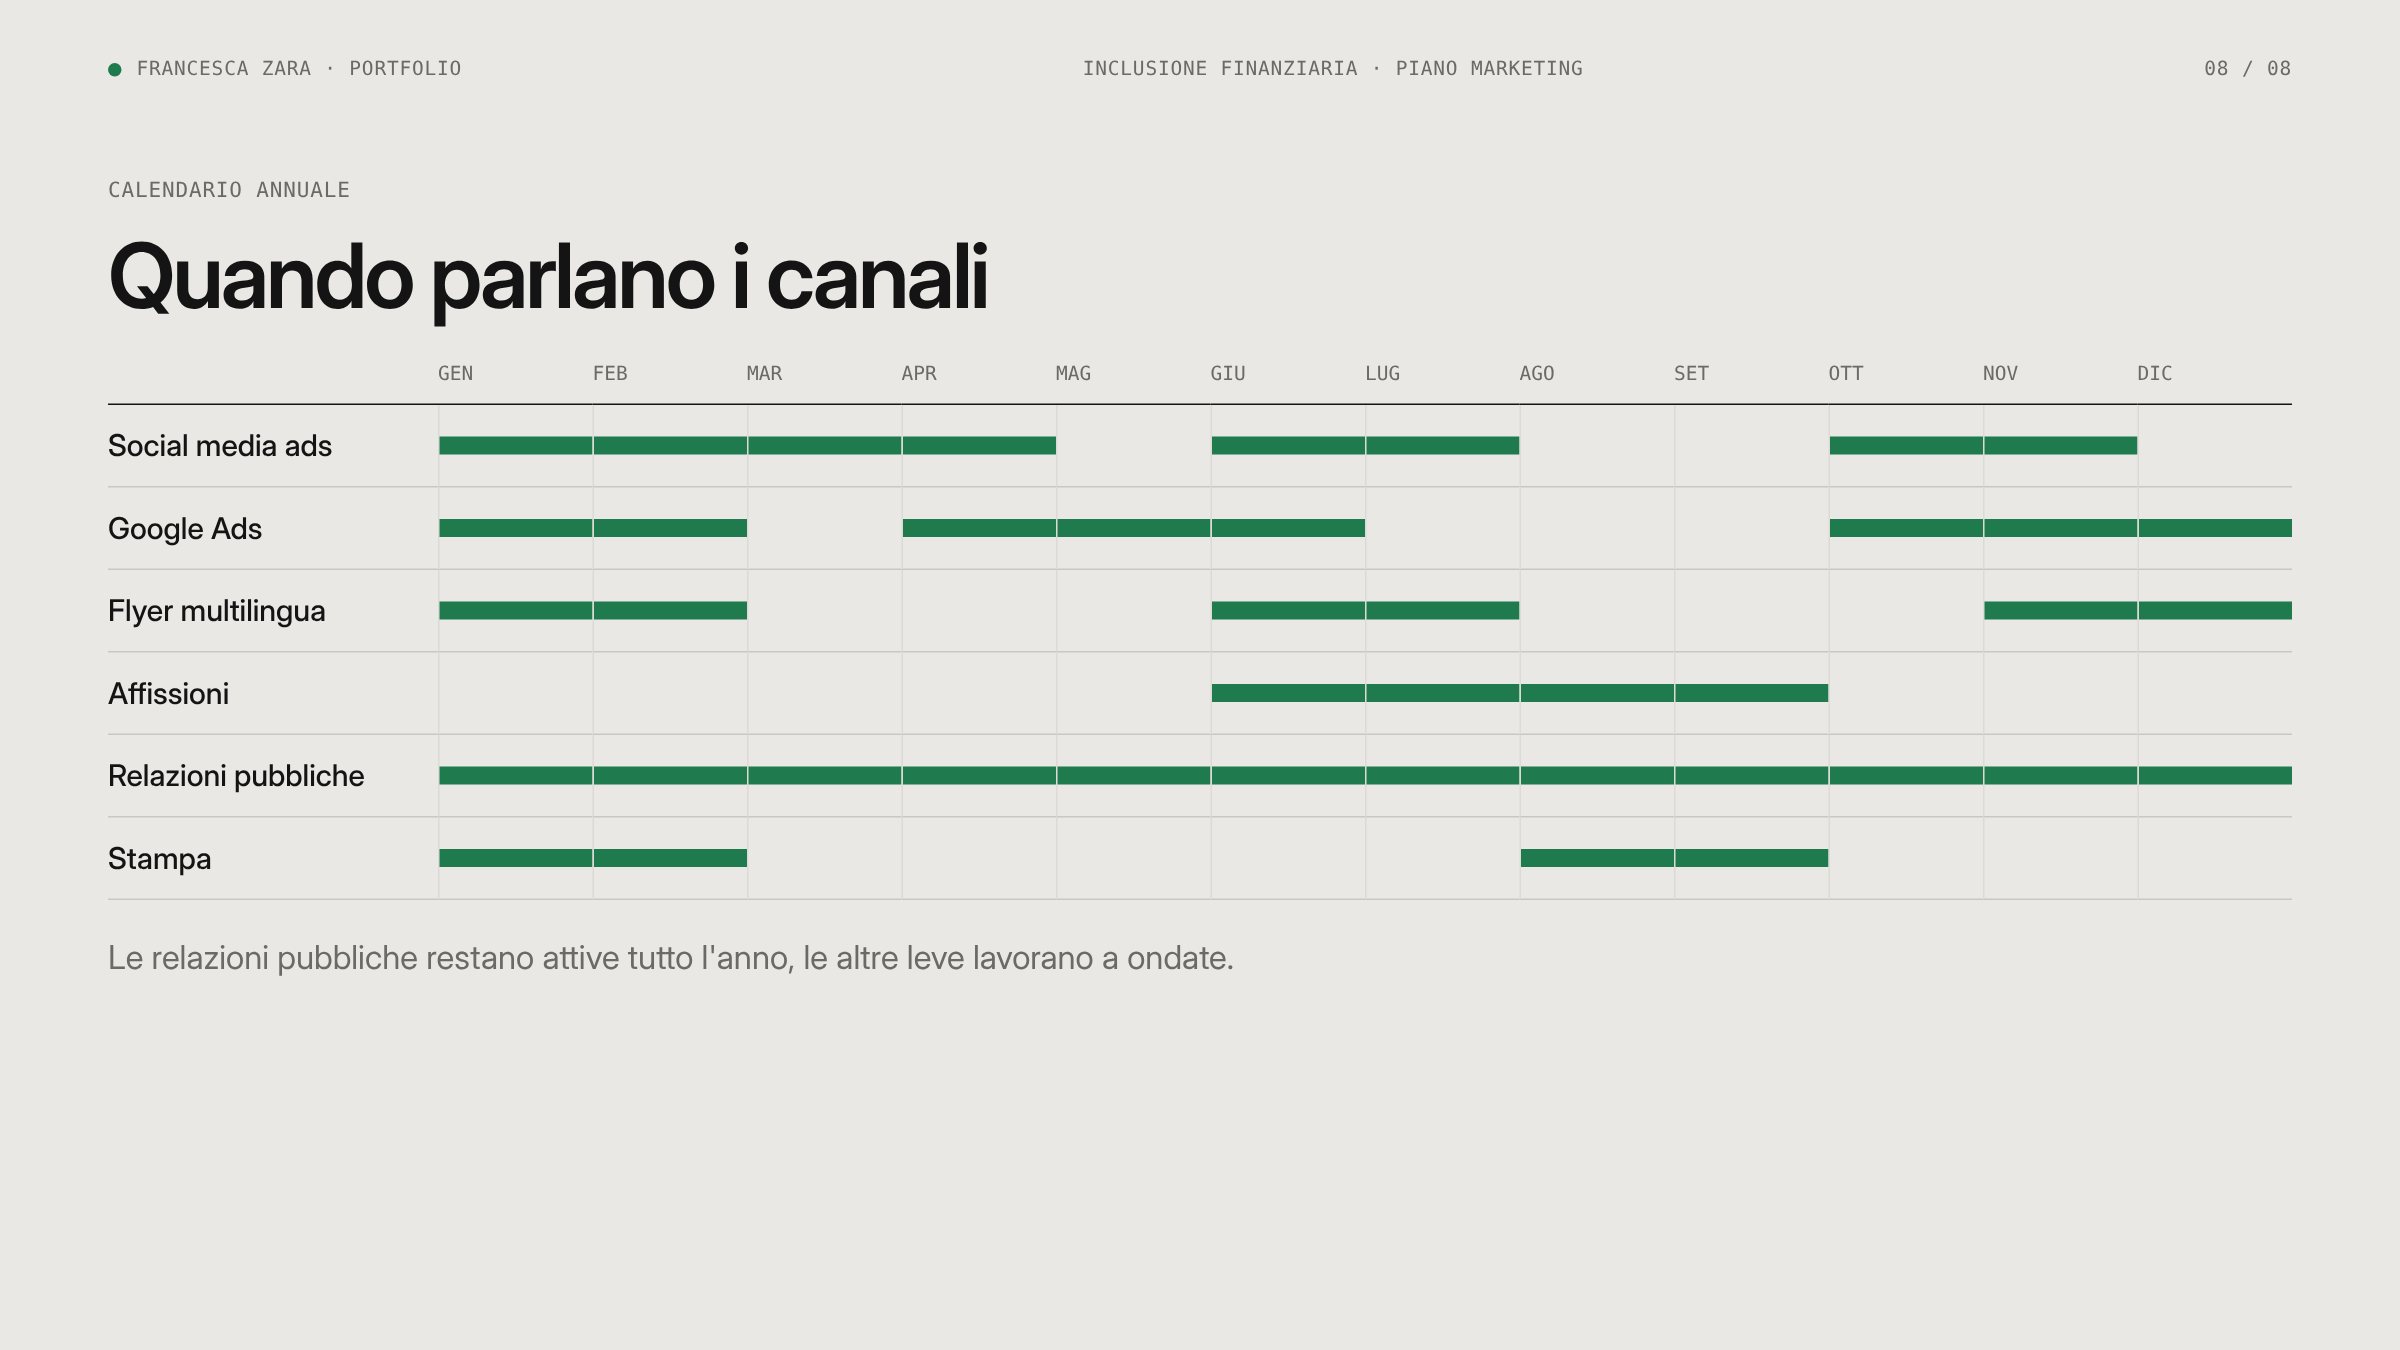 FRANCESCA ZARA · PORTFOLIO
INCLUSIONE FINANZIARIA · PIANO MARKETING
08 / 08
CALENDARIO ANNUALE
Quando parlano i canali
GEN FEB MAR APR MAG GIU LUG AGO SET OTT NOV DIC
Social media ads
Google Ads
Flyer multilingua
Affissioni
Relazioni pubbliche
Stampa
Le relazioni pubbliche restano attive tutto l'anno, le altre leve lavorano a ondate.